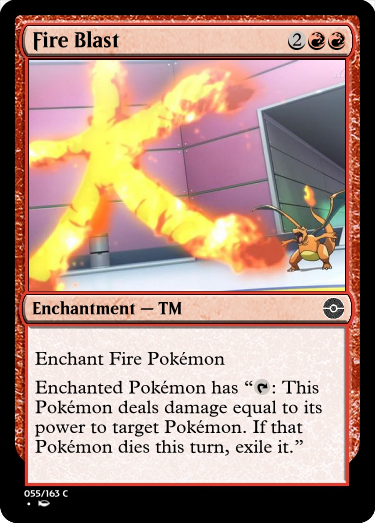 Fire Blast 2
Enchantment — TM
Enchant Fire Pokémon
Enchanted Pokémon has “: This
Pokémon deals damage equal to its
power to target Pokémon. If that
Pokémon dies this turn, exile it.”
055/163 C